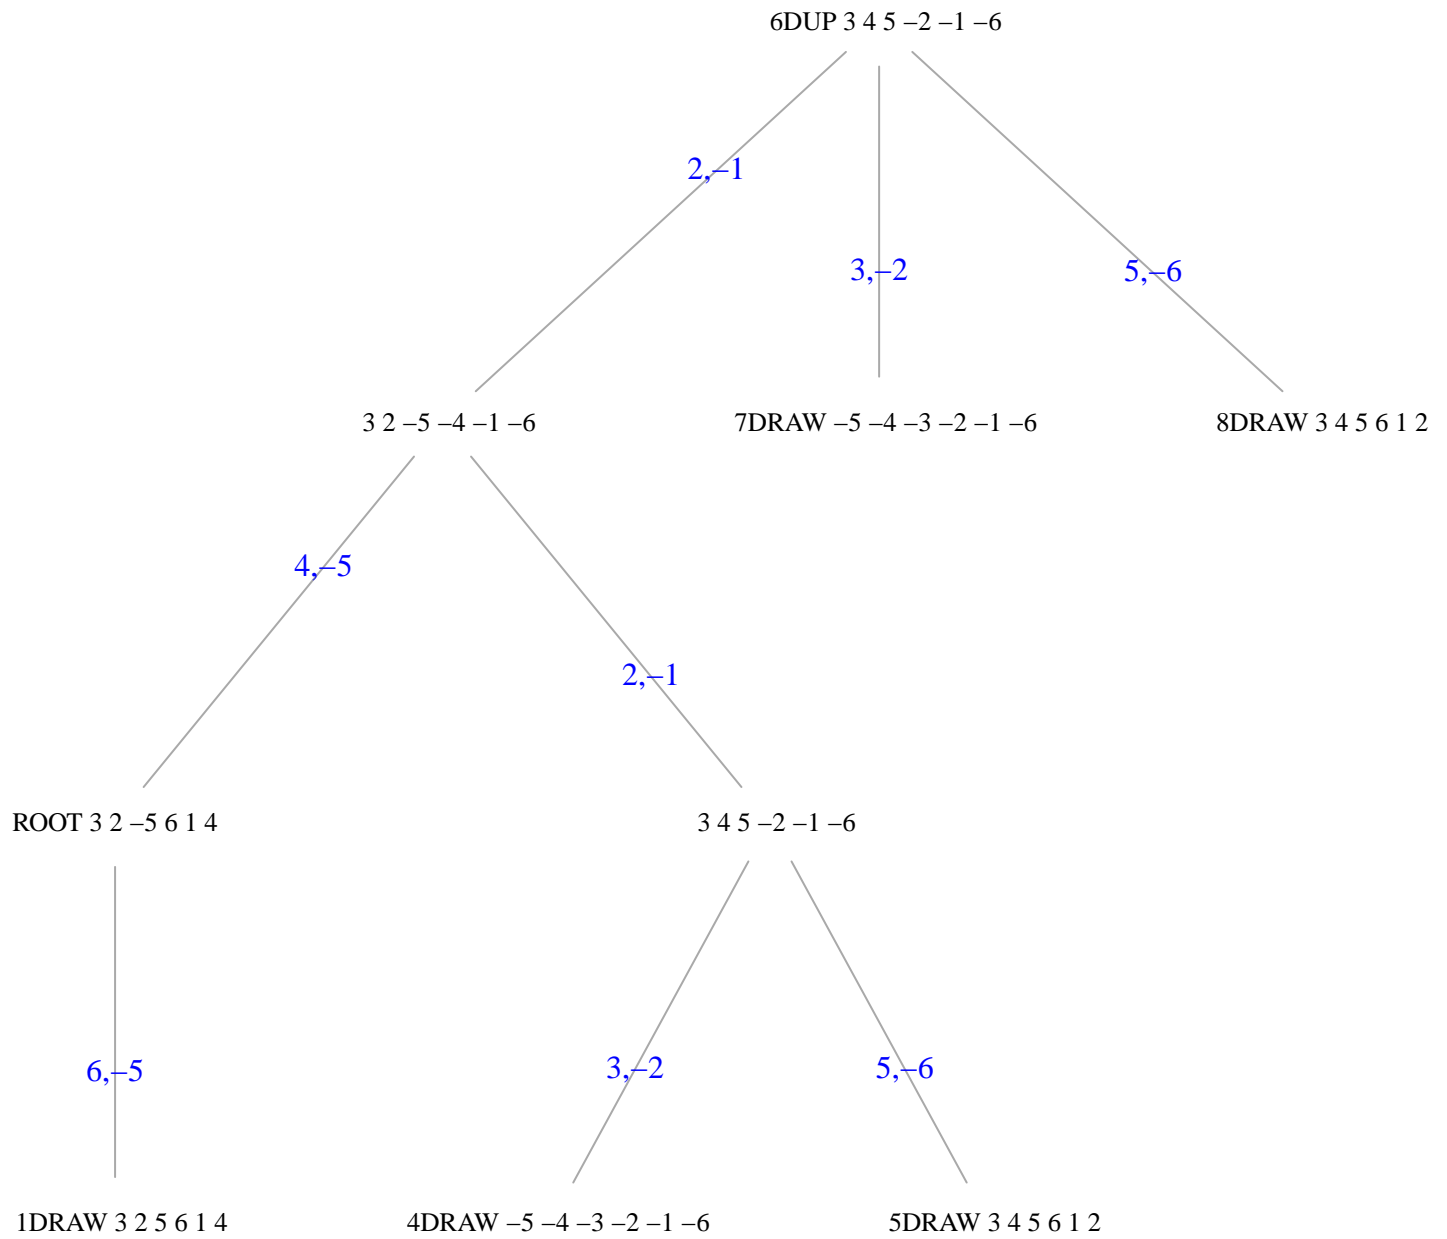 6DUP 3 4 5 –2 –1 –6
2,–1
3,–2
5,–6
3 2 –5 –4 –1 –6
7DRAW –5 –4 –3 –2 –1 –6
8DRAW 3 4 5 6 1 2
4,–5
2,–1
ROOT 3 2 –5 6 1 4
3 4 5 –2 –1 –6
6,–5
3,–2
5,–6
1DRAW 3 2 5 6 1 4
4DRAW –5 –4 –3 –2 –1 –6
5DRAW 3 4 5 6 1 2